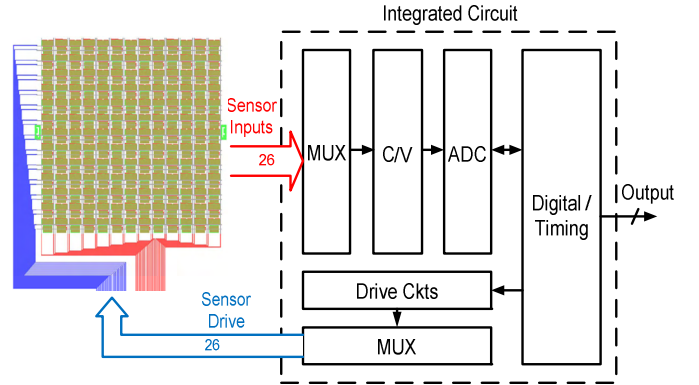 Integrated Circuit
Sensor
Inputs
26
MUX
C/V
ADC
Digital /
Timing
Output
Drive Ckts
MUX
Sensor
Drive
26